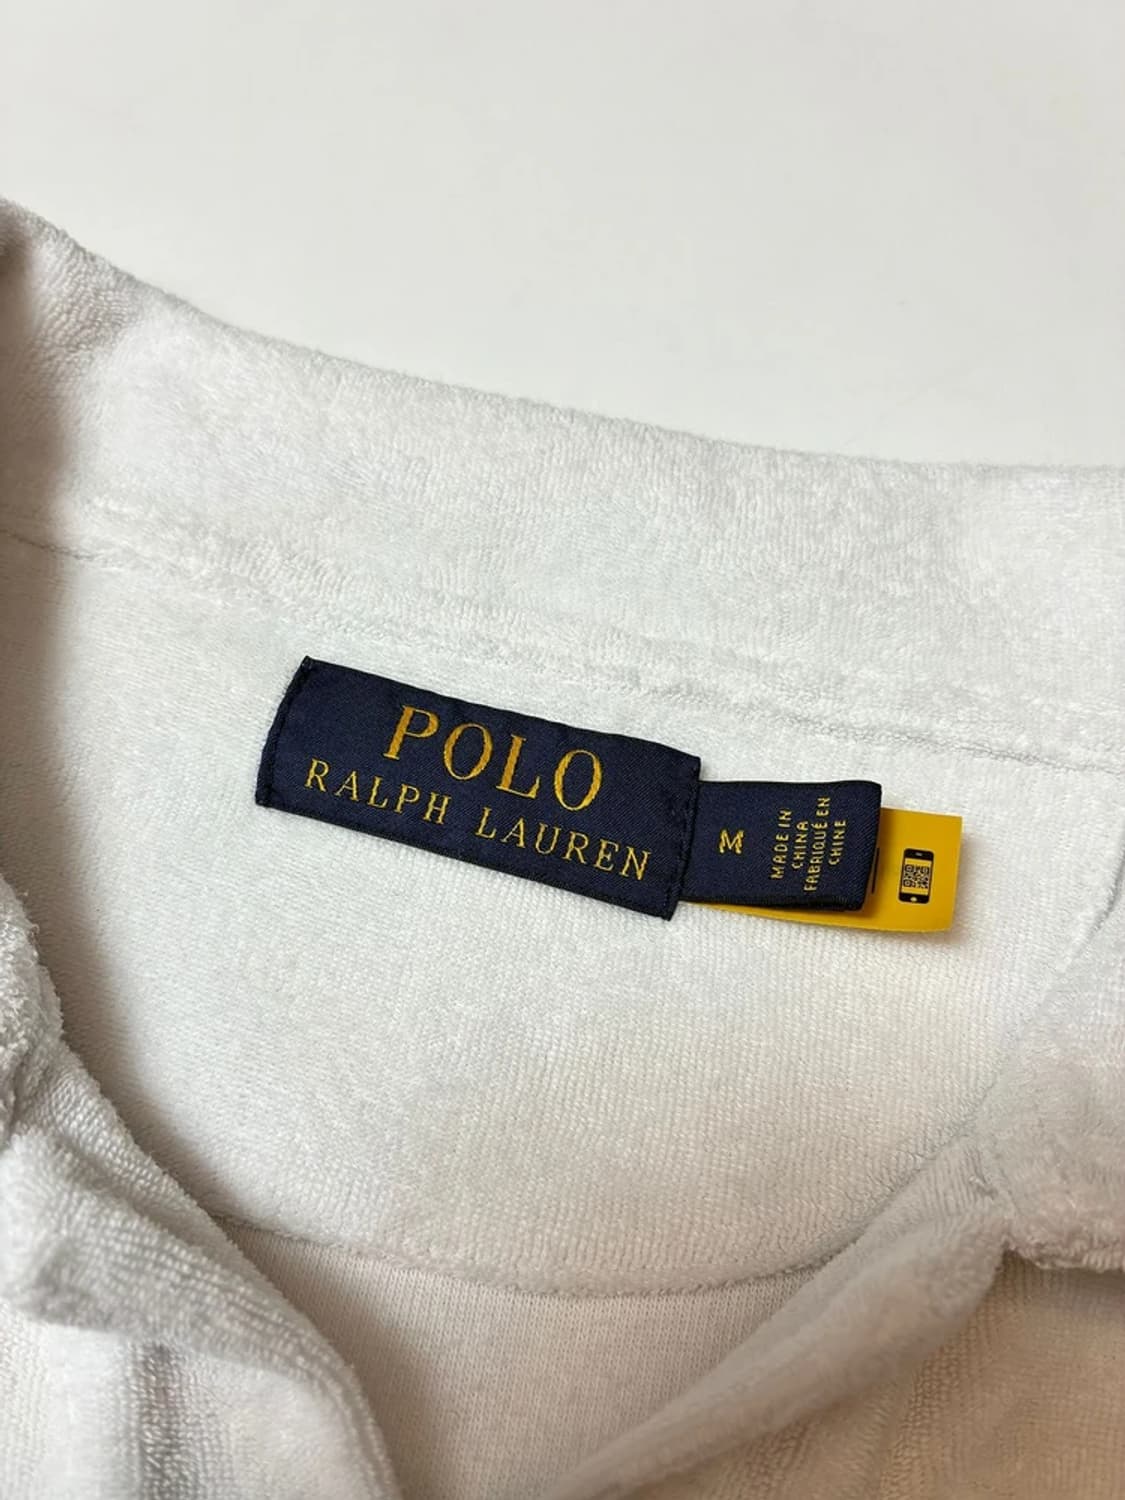 POLO
RALPH LAUREN
M
MADE IN
CHINA
FABRIQUÉ EN
CHINE